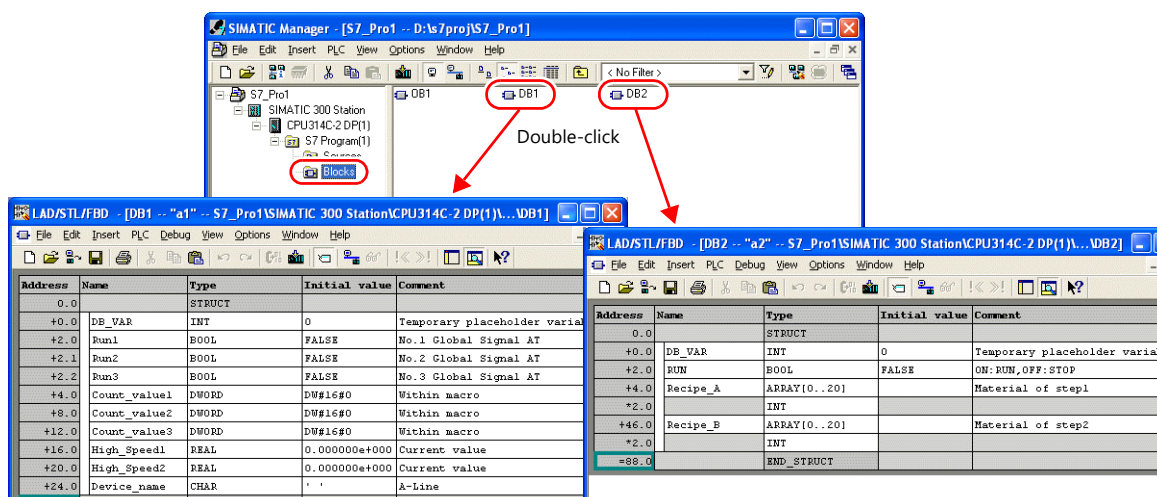 SIMATIC Manager - [S7_Pro1 -- D:\s7proj\S7_Pro1]
File Edit Insert PLC View Options Window Help
< No Filter >
S7_Pro1
SIMATIC 300 Station
CPU314C-2 DP(1)
S7 Program(1)
Sources
Blocks
OB1 DB1 DB2
Double-click
LAD/STL/FBD - [DB1 -- "a1" -- S7_Pro1\SIMATIC 300 Station\CPU314C-2 DP(1)\...\DB1]
File Edit Insert PLC Debug View Options Window Help
Address Name Type Initial value Comment
0.0 STRUCT
+0.0 DB_VAR INT 0 Temporary placeholder varia
+2.0 Run1 BOOL FALSE No.1 Global Signal AT
+2.1 Run2 BOOL FALSE No.2 Global Signal AT
+2.2 Run3 BOOL FALSE No.3 Global Signal AT
+4.0 Count_value1 DWORD DW#16#0 Within macro
+8.0 Count_value2 DWORD DW#16#0 Within macro
+12.0 Count_value3 DWORD DW#16#0 Within macro
+16.0 High_Speed1 REAL 0.000000e+000 Current value
+20.0 High_Speed2 REAL 0.000000e+000 Current value
+24.0 Device_name CHAR ' ' A-Line
LAD/STL/FBD - [DB2 -- "a2" -- S7_Pro1\SIMATIC 300 Station\CPU314C-2 DP(1)\...\DB2]
File Edit Insert PLC Debug View Options Window Help
Address Name Type Initial value Comment
0.0 STRUCT
+0.0 DB_VAR INT 0 Temporary placeholder varia
+2.0 RUN BOOL FALSE ON:RUN,OFF:STOP
+4.0 Recipe_A ARRAY[0..20] Material of step1
*2.0 INT
+46.0 Recipe_B ARRAY[0..20] Material of step2
*2.0 INT
=88.0 END_STRUCT